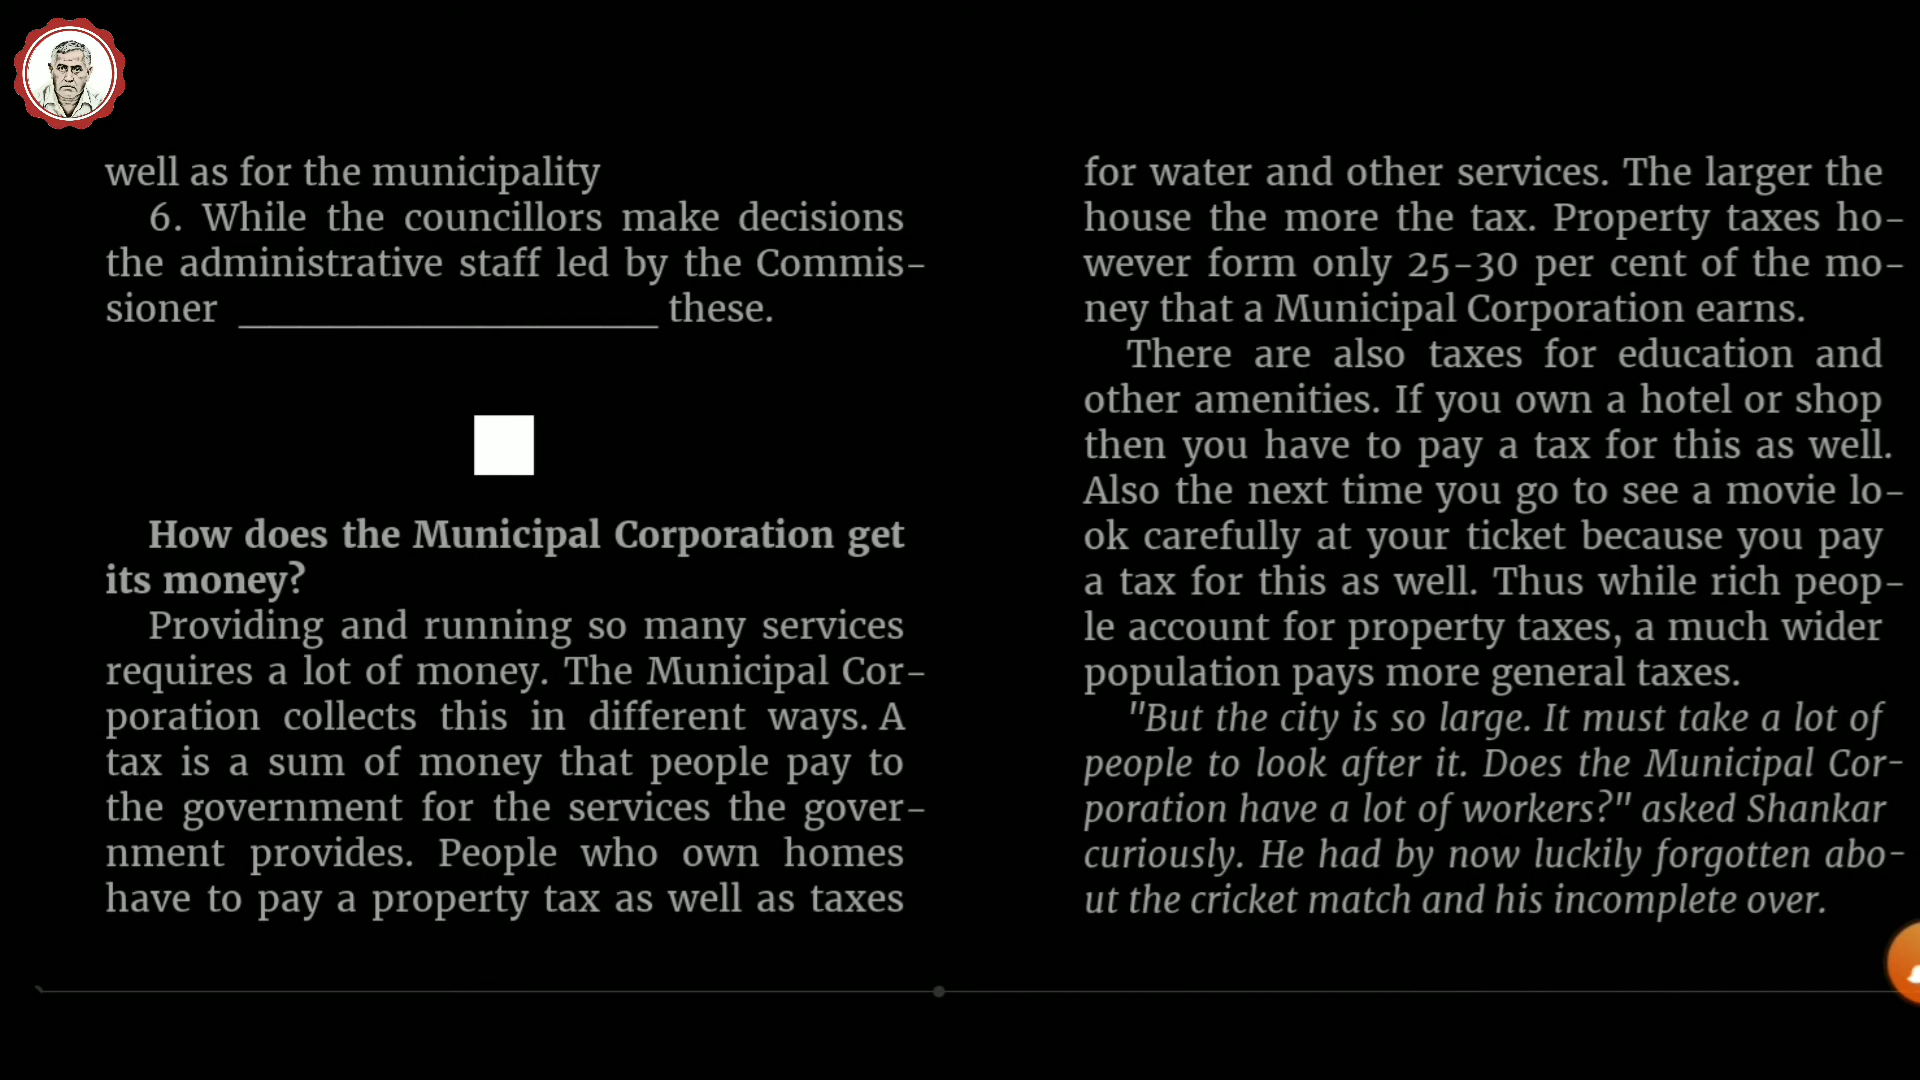 well as for the municipality
6. While the councillors make decisions
the administrative staff led by the Commis-
sioner _____________________ these.
How does the Municipal Corporation get
its money?
Providing and running so many services
requires a lot of money. The Municipal Cor-
poration collects this in different ways. A
tax is a sum of money that people pay to
the government for the services the gover-
nment provides. People who own homes
have to pay a property tax as well as taxes
for water and other services. The larger the
house the more the tax. Property taxes ho-
wever form only 25-30 per cent of the mo-
ney that a Municipal Corporation earns.
There are also taxes for education and
other amenities. If you own a hotel or shop
then you have to pay a tax for this as well.
Also the next time you go to see a movie lo-
ok carefully at your ticket because you pay
a tax for this as well. Thus while rich peop-
le account for property taxes, a much wider
population pays more general taxes.
"But the city is so large. It must take a lot of
people to look after it. Does the Municipal Cor-
poration have a lot of workers?" asked Shankar
curiously. He had by now luckily forgotten abo-
ut the cricket match and his incomplete over.